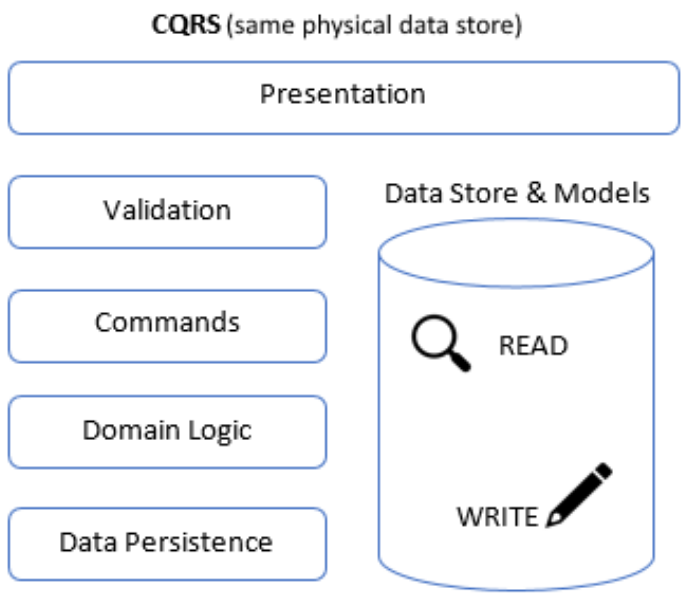 CQRS (same physical data store)
Presentation
Validation
Commands
Domain Logic
Data Persistence
Data Store & Models
READ
WRITE